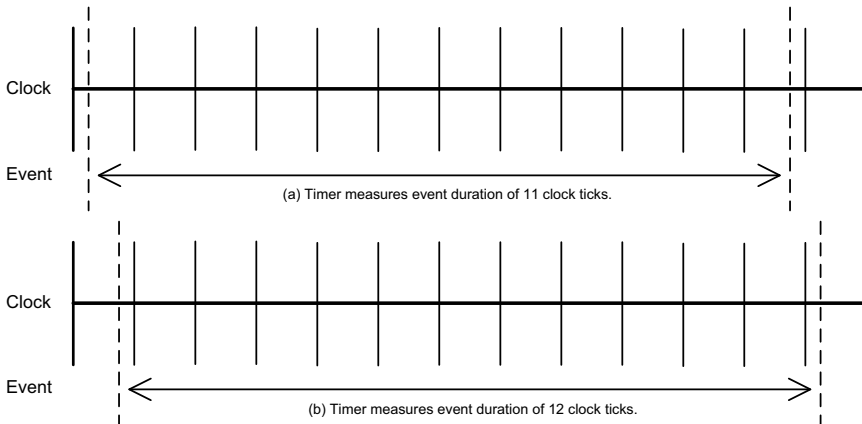 Clock
Event
(a) Timer measures event duration of 11 clock ticks.
Clock
Event
(b) Timer measures event duration of 12 clock ticks.